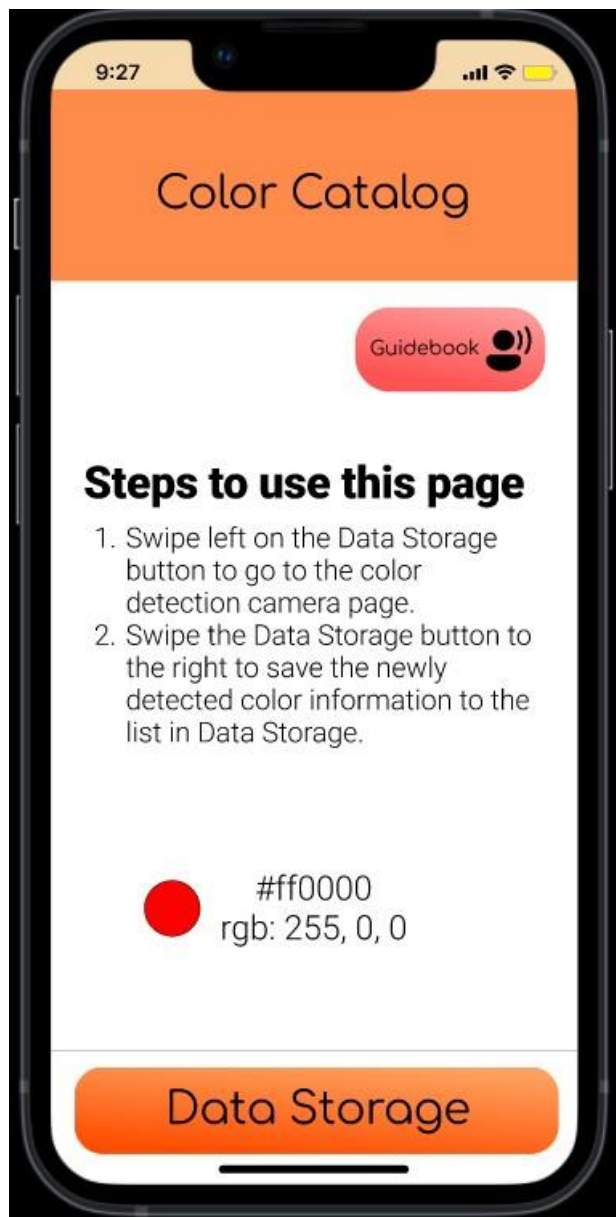 9:27
Color Catalog
Guidebook
Steps to use this page
1. Swipe left on the Data Storage
button to go to the color
detection camera page.
2. Swipe the Data Storage button to
the right to save the newly
detected color information to the
list in Data Storage.
#ff0000
rgb: 255, 0, 0
Data Storage